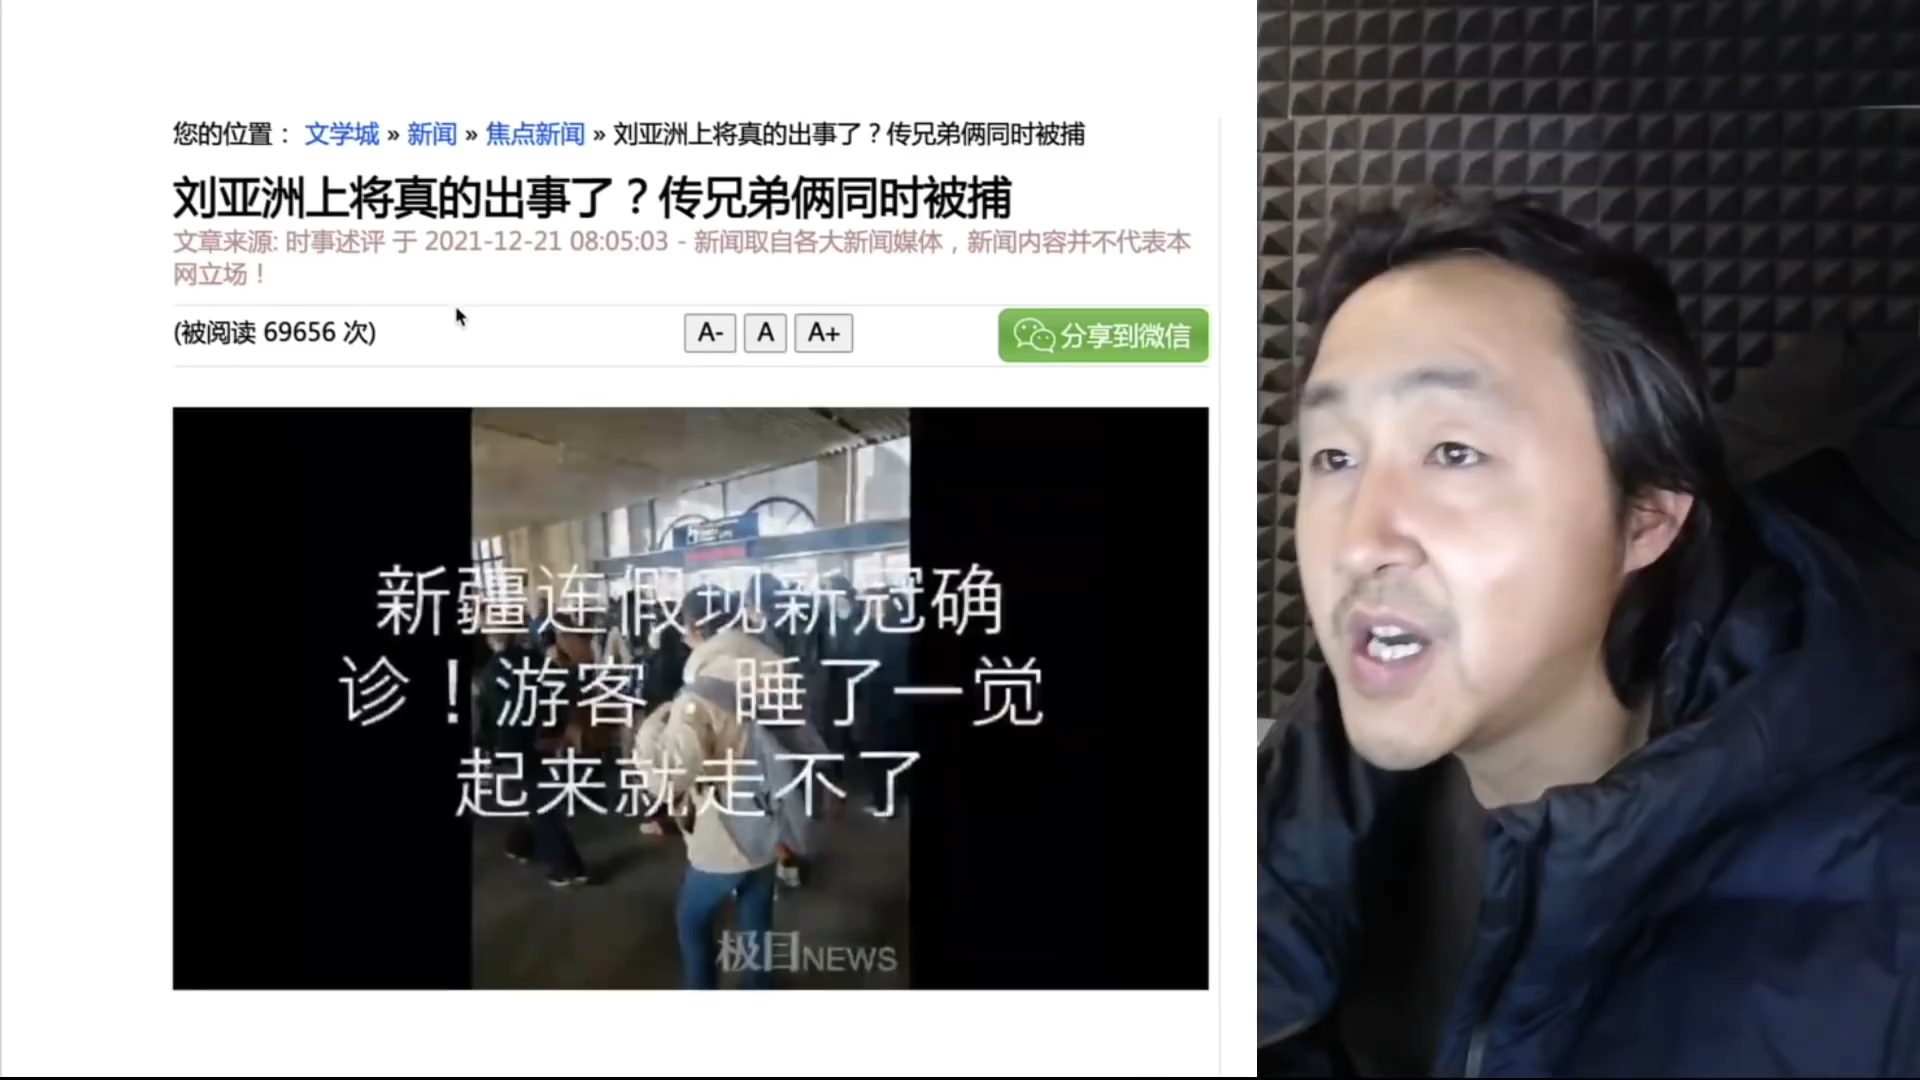 您的位置： 文学城 » 新闻 » 焦点新闻 » 刘亚洲上将真的出事了？传兄弟俩同时被捕
刘亚洲上将真的出事了？传兄弟俩同时被捕
文章来源: 时事述评 于 2021-12-21 08:05:03 - 新闻取自各大新闻媒体，新闻内容并不代表本
网立场！
(被阅读 69656 次)
A- A A+
分享到微信
新疆连假现新冠确
诊！游客：睡了一觉
起来就走不了
极目NEWS